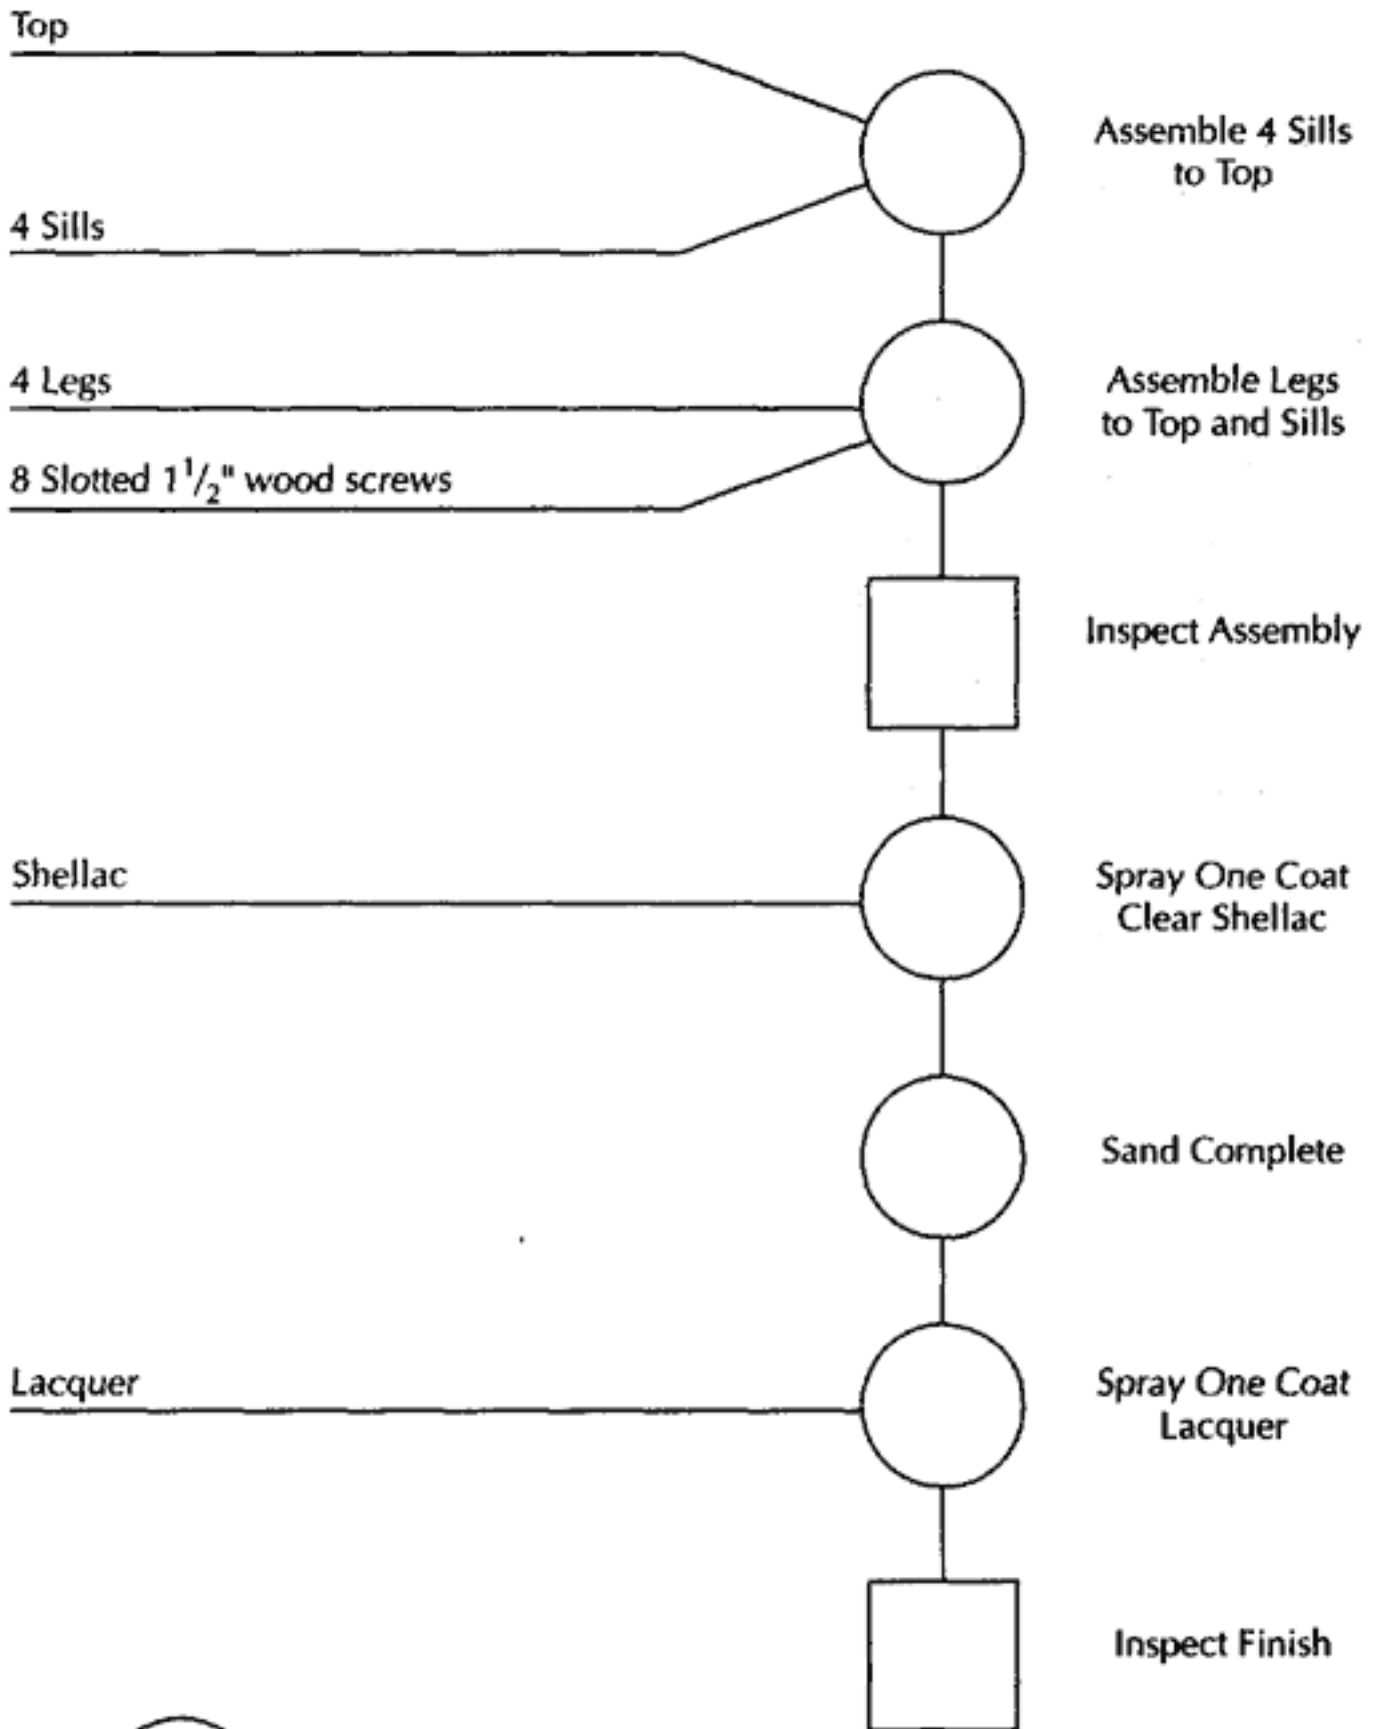 Top
Assemble 4 Sills
to Top
4 Sills
4 Legs
Assemble Legs
to Top and Sills
8 Slotted 1 1/2" wood screws
Inspect Assembly
Shellac
Spray One Coat
Clear Shellac
Sand Complete
Lacquer
Spray One Coat
Lacquer
Inspect Finish